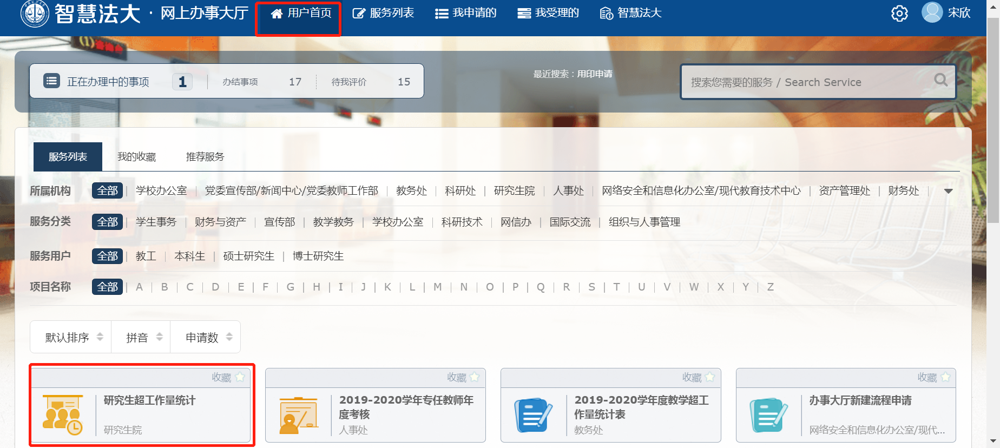 智慧法大 · 网上办事大厅 用户首页 服务列表 我申请的 我受理的 智慧法大 宋欣
正在办理中的事项 1 办结事项 17 待我评价 15 最近搜索：用印申请 搜索您需要的服务 / Search Service
服务列表 我的收藏 推荐服务
所属机构 全部 | 学校办公室 | 党委宣传部/新闻中心/党委教师工作部 | 教务处 | 科研处 | 研究生院 | 人事处 | 网络安全和信息化办公室/现代教育技术中心 | 资产管理处 | 财务处 |
服务分类 全部 | 学生事务 | 财务与资产 | 宣传部 | 教学教务 | 学校办公室 | 科研技术 | 网信办 | 国际交流 | 组织与人事管理
服务用户 全部 | 教工 | 本科生 | 硕士研究生 | 博士研究生
项目名称 全部 | A | B | C | D | E | F | G | H | I | J | K | L | M | N | O | P | Q | R | S | T | U | V | W | X | Y | Z
默认排序 拼音 申请数
收藏
研究生超工作量统计
研究生院
收藏
2019-2020学年专任教师年
度考核
人事处
收藏
2019-2020学年度教学超工
作量统计表
教务处
收藏
办事大厅新建流程申请
网络安全和信息化办公室/现代...